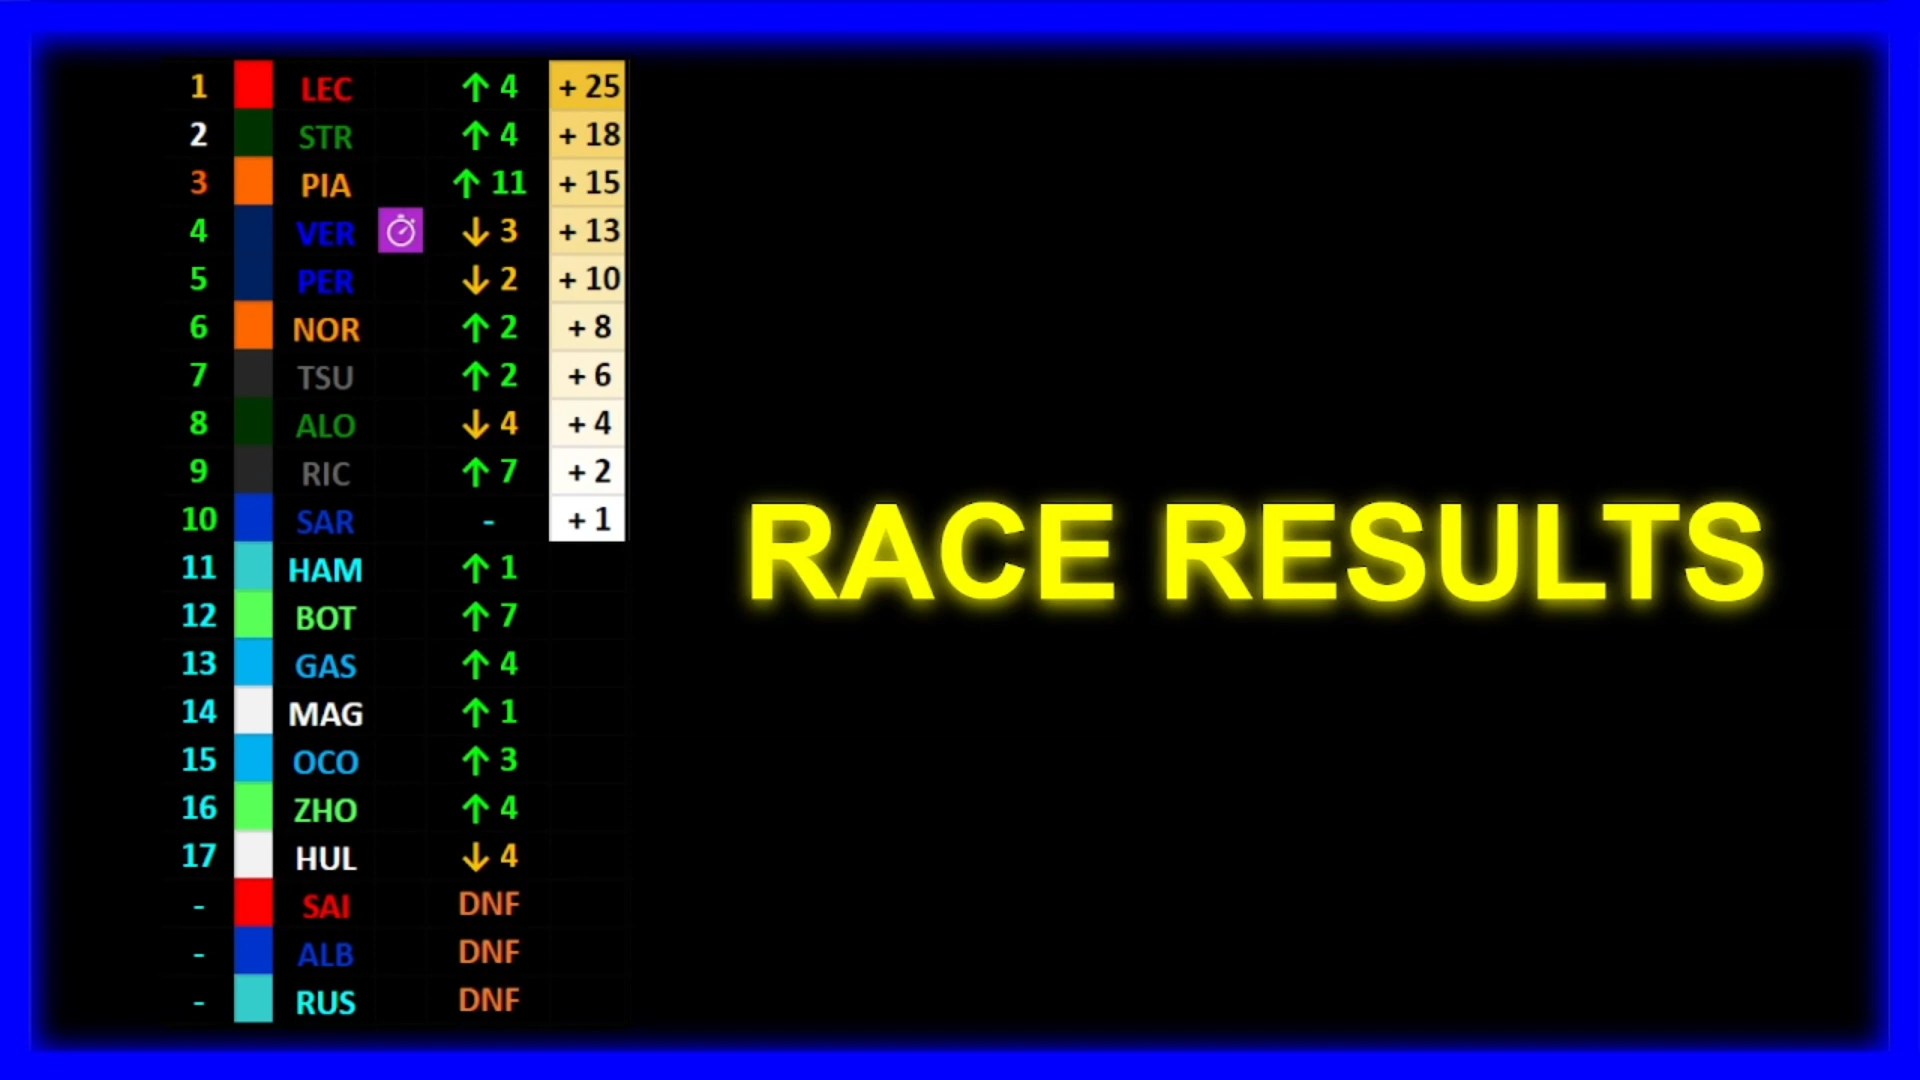 1 LEC ↑ 4 + 25
2 STR ↑ 4 + 18
3 PIA ↑ 11 + 15
4 VER ↓ 3 + 13
5 PER ↓ 2 + 10
6 NOR ↑ 2 + 8
7 TSU ↑ 2 + 6
8 ALO ↓ 4 + 4
9 RIC ↑ 7 + 2
10 SAR - + 1
11 HAM ↑ 1
12 BOT ↑ 7
13 GAS ↑ 4
14 MAG ↑ 1
15 OCO ↑ 3
16 ZHO ↑ 4
17 HUL ↓ 4
- SAI DNF
- ALB DNF
- RUS DNF
RACE RESULTS